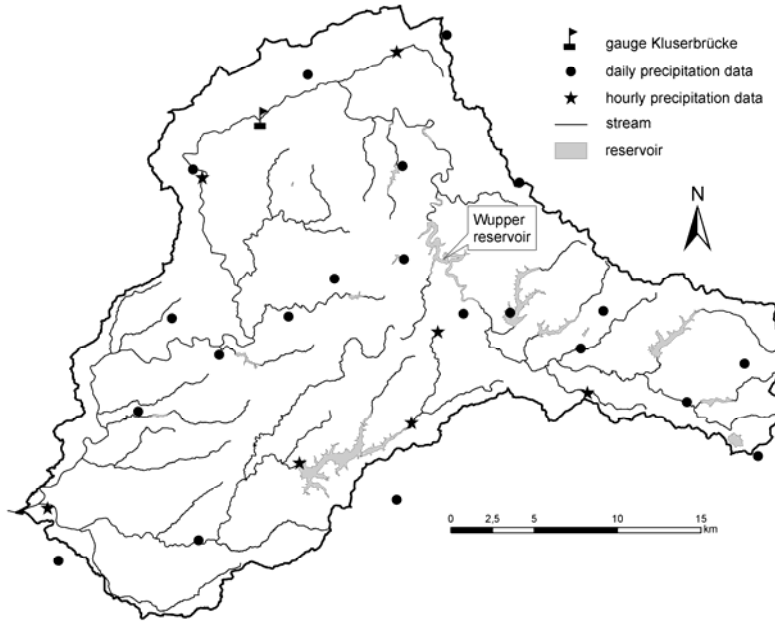 gauge Kluserbrücke
daily precipitation data
hourly precipitation data
stream
reservoir
N
Wupper
reservoir
0 2,5 5 10 15
km